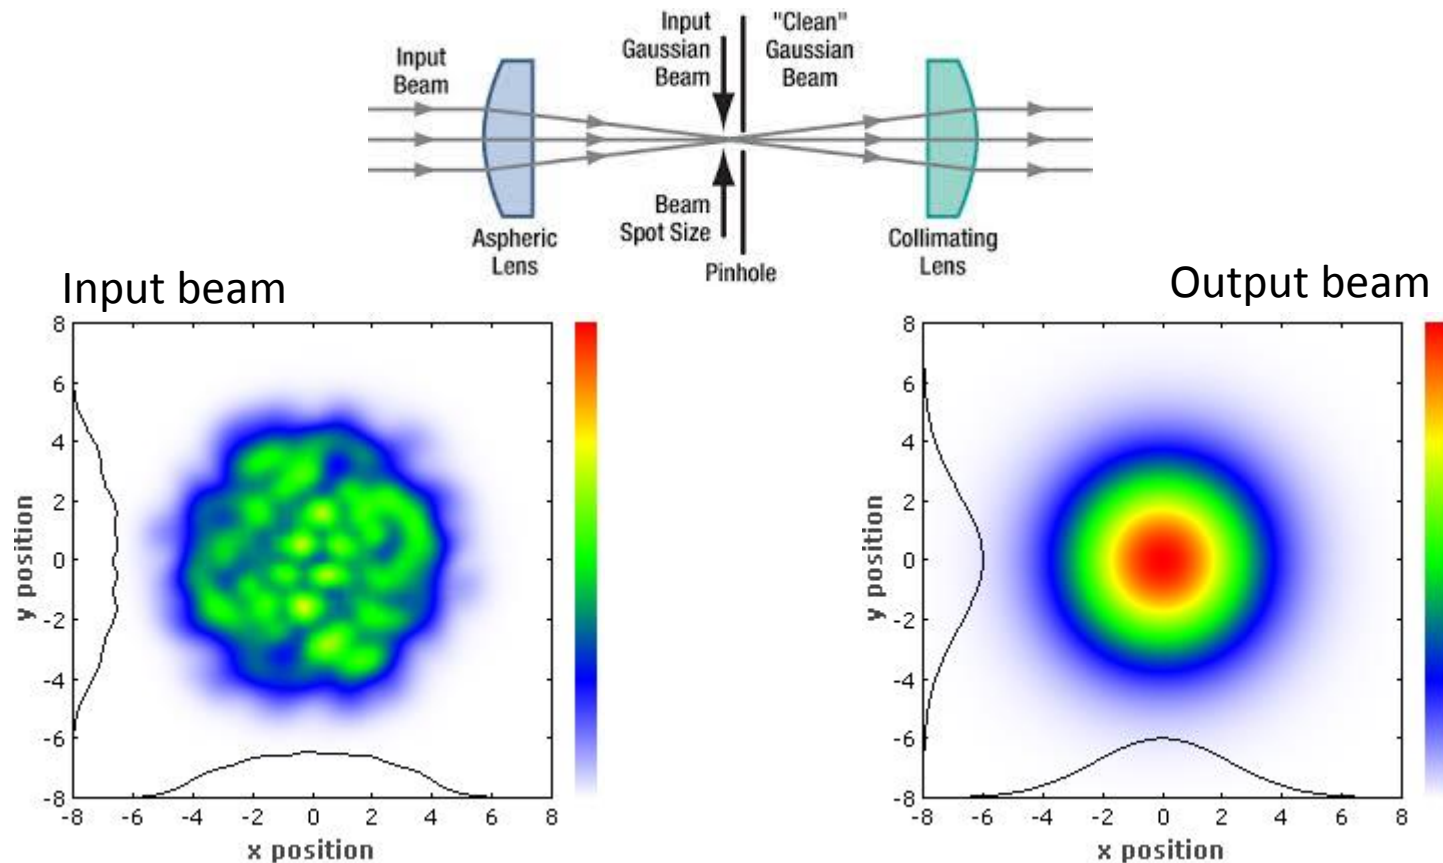 Input
Beam
Input
Gaussian
Beam
"Clean"
Gaussian
Beam
Aspheric
Lens
Beam
Spot Size
Pinhole
Collimating
Lens
Input beam
8
6
4
2
0
-2
-4
-6
-8
y position
-8 -6 -4 -2 0 2 4 6 8
x position
Output beam
8
6
4
2
0
-2
-4
-6
-8
y position
-8 -6 -4 -2 0 2 4 6 8
x position